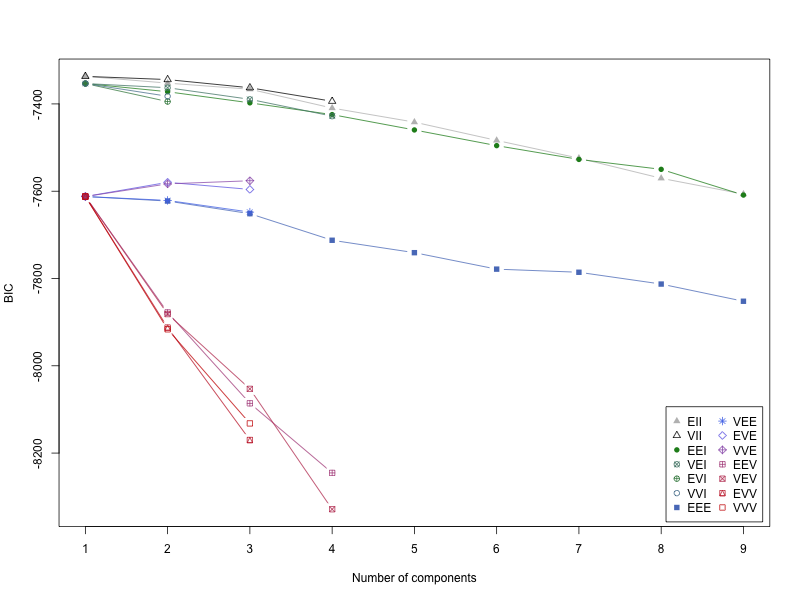 BIC
-7400
-7600
-7800
-8000
-8200
EII VEE
VII EVE
EEI VVE
VEI EEV
EVI VEV
VVI EVV
EEE VVV
1 2 3 4 5 6 7 8 9
Number of components